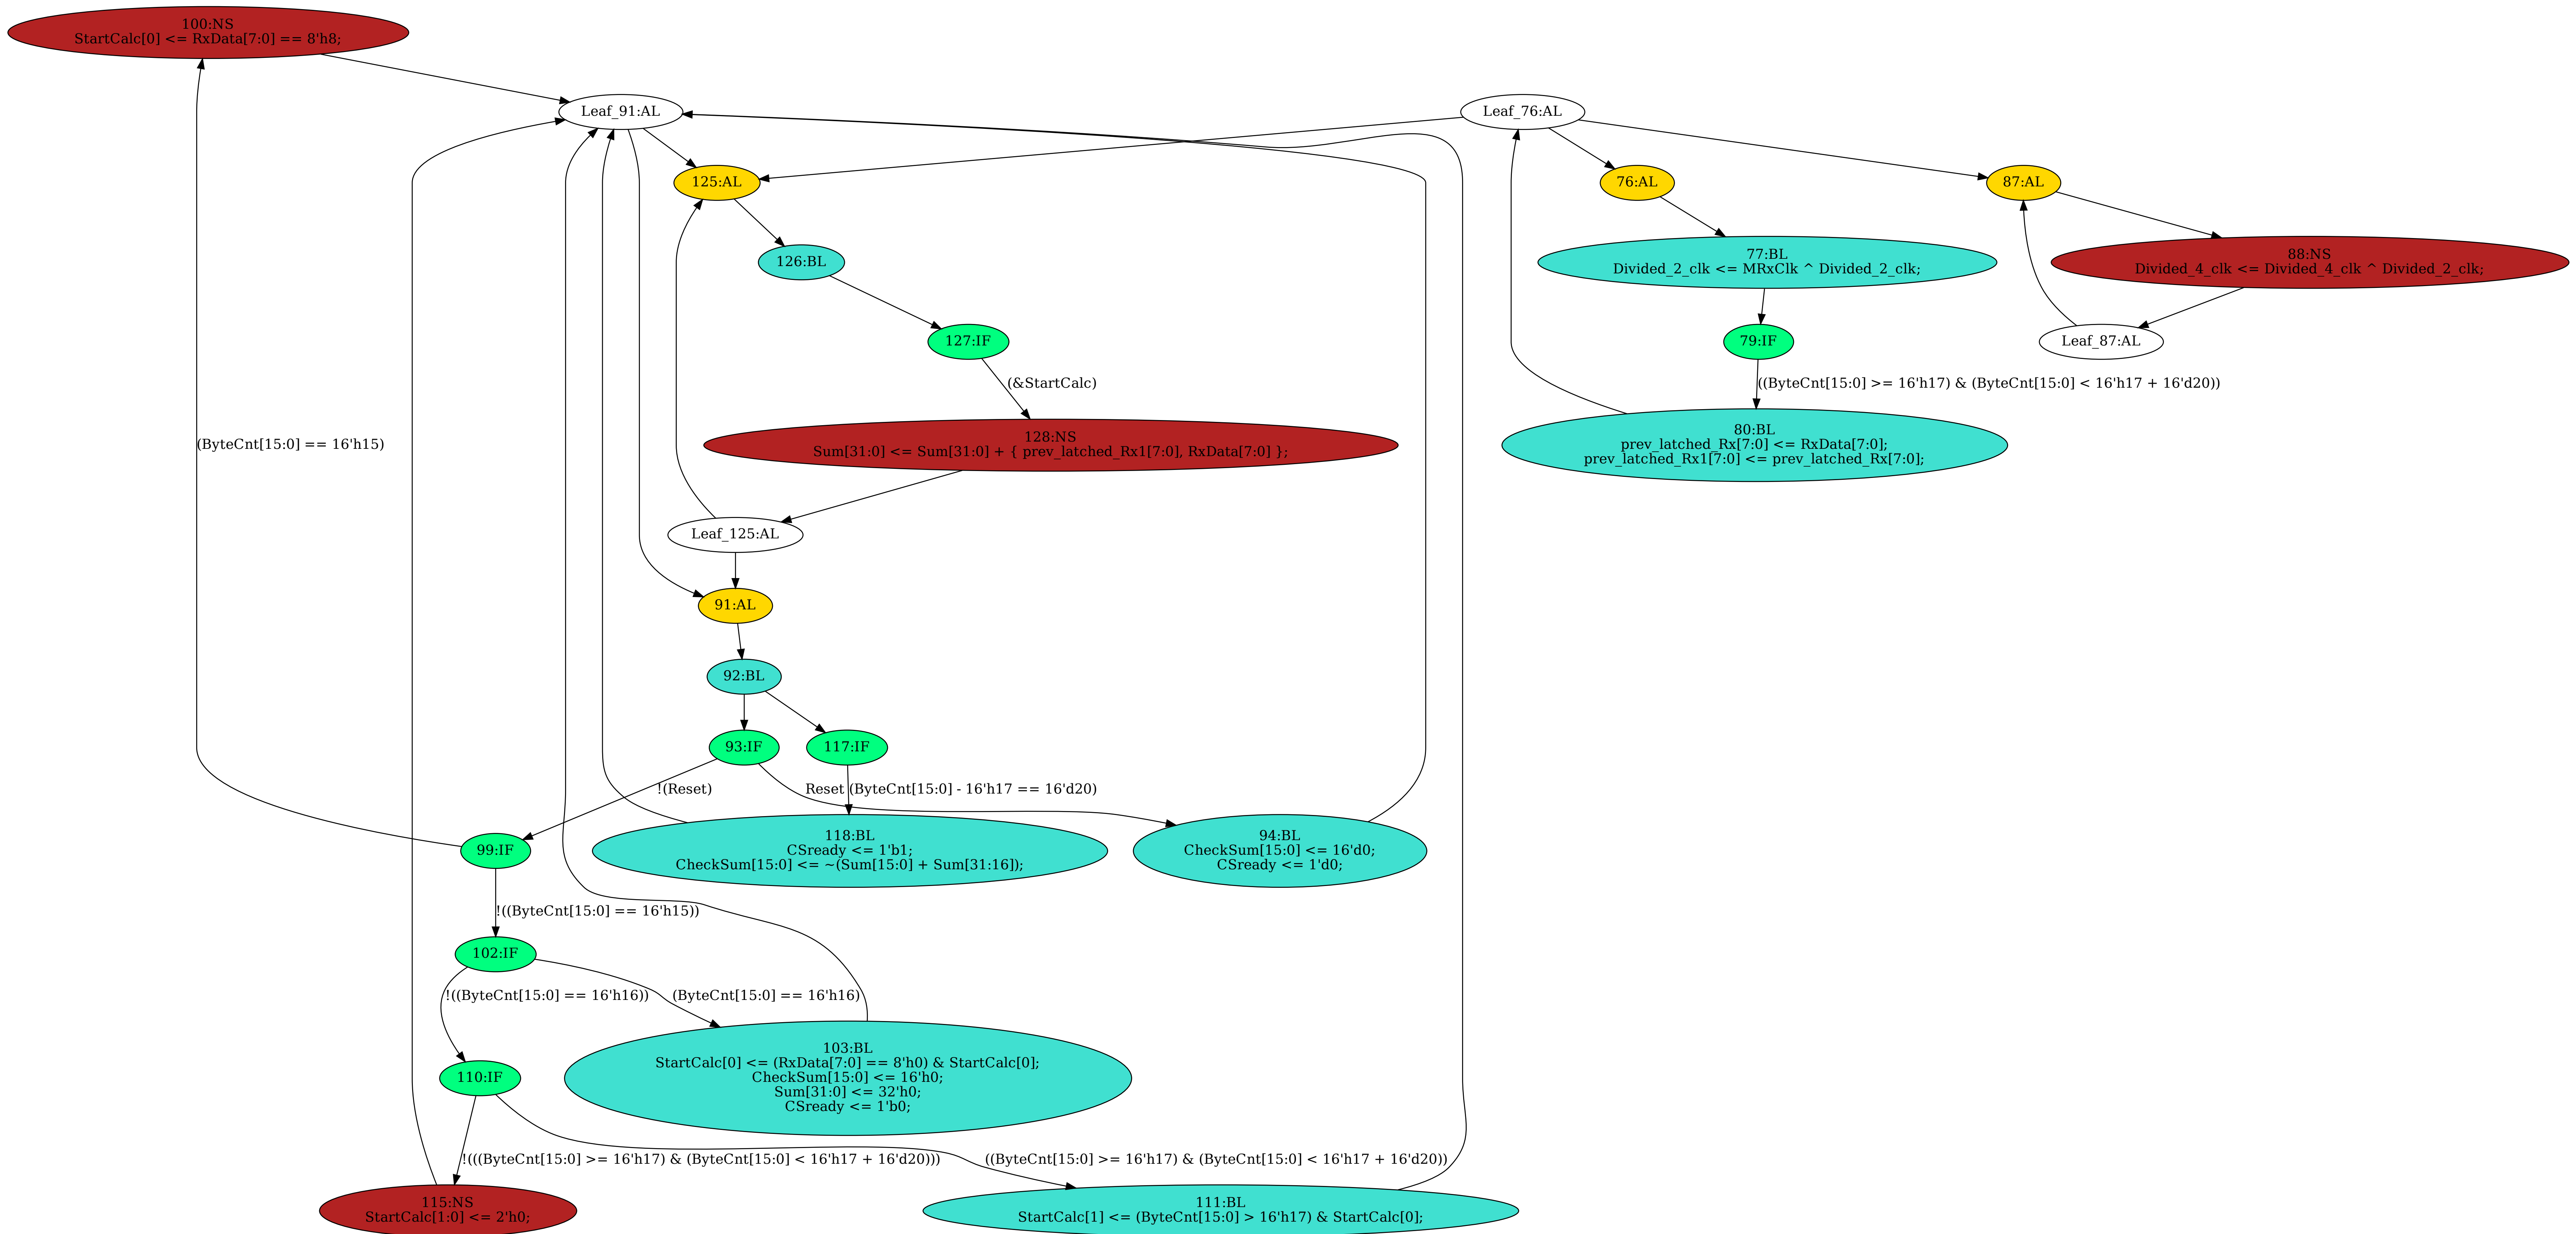 100:NS
StartCalc[0] <= RxData[7:0] == 8'h8;
Leaf_91:AL
Leaf_76:AL
125:AL
76:AL
87:AL
126:BL
77:BL
Divided_2_clk <= MRxClk ^ Divided_2_clk;
88:NS
Divided_4_clk <= Divided_4_clk ^ Divided_2_clk;
127:IF
79:IF
Leaf_87:AL
(&StartCalc)
((ByteCnt[15:0] >= 16'h17) & (ByteCnt[15:0] < 16'h17 + 16'd20))
(ByteCnt[15:0] == 16'h15)
128:NS
Sum[31:0] <= Sum[31:0] + { prev_latched_Rx1[7:0], RxData[7:0] };
80:BL
prev_latched_Rx[7:0] <= RxData[7:0];
prev_latched_Rx1[7:0] <= prev_latched_Rx[7:0];
Leaf_125:AL
91:AL
92:BL
93:IF
117:IF
!(Reset)
Reset
(ByteCnt[15:0] - 16'h17 == 16'd20)
99:IF
118:BL
CSready <= 1'b1;
CheckSum[15:0] <= ~(Sum[15:0] + Sum[31:16]);
94:BL
CheckSum[15:0] <= 16'd0;
CSready <= 1'd0;
!((ByteCnt[15:0] == 16'h15))
102:IF
!((ByteCnt[15:0] == 16'h16))
(ByteCnt[15:0] == 16'h16)
110:IF
103:BL
StartCalc[0] <= (RxData[7:0] == 8'h0) & StartCalc[0];
CheckSum[15:0] <= 16'h0;
Sum[31:0] <= 32'h0;
CSready <= 1'b0;
!(((ByteCnt[15:0] >= 16'h17) & (ByteCnt[15:0] < 16'h17 + 16'd20)))
((ByteCnt[15:0] >= 16'h17) & (ByteCnt[15:0] < 16'h17 + 16'd20))
115:NS
StartCalc[1:0] <= 2'h0;
111:BL
StartCalc[1] <= (ByteCnt[15:0] > 16'h17) & StartCalc[0];